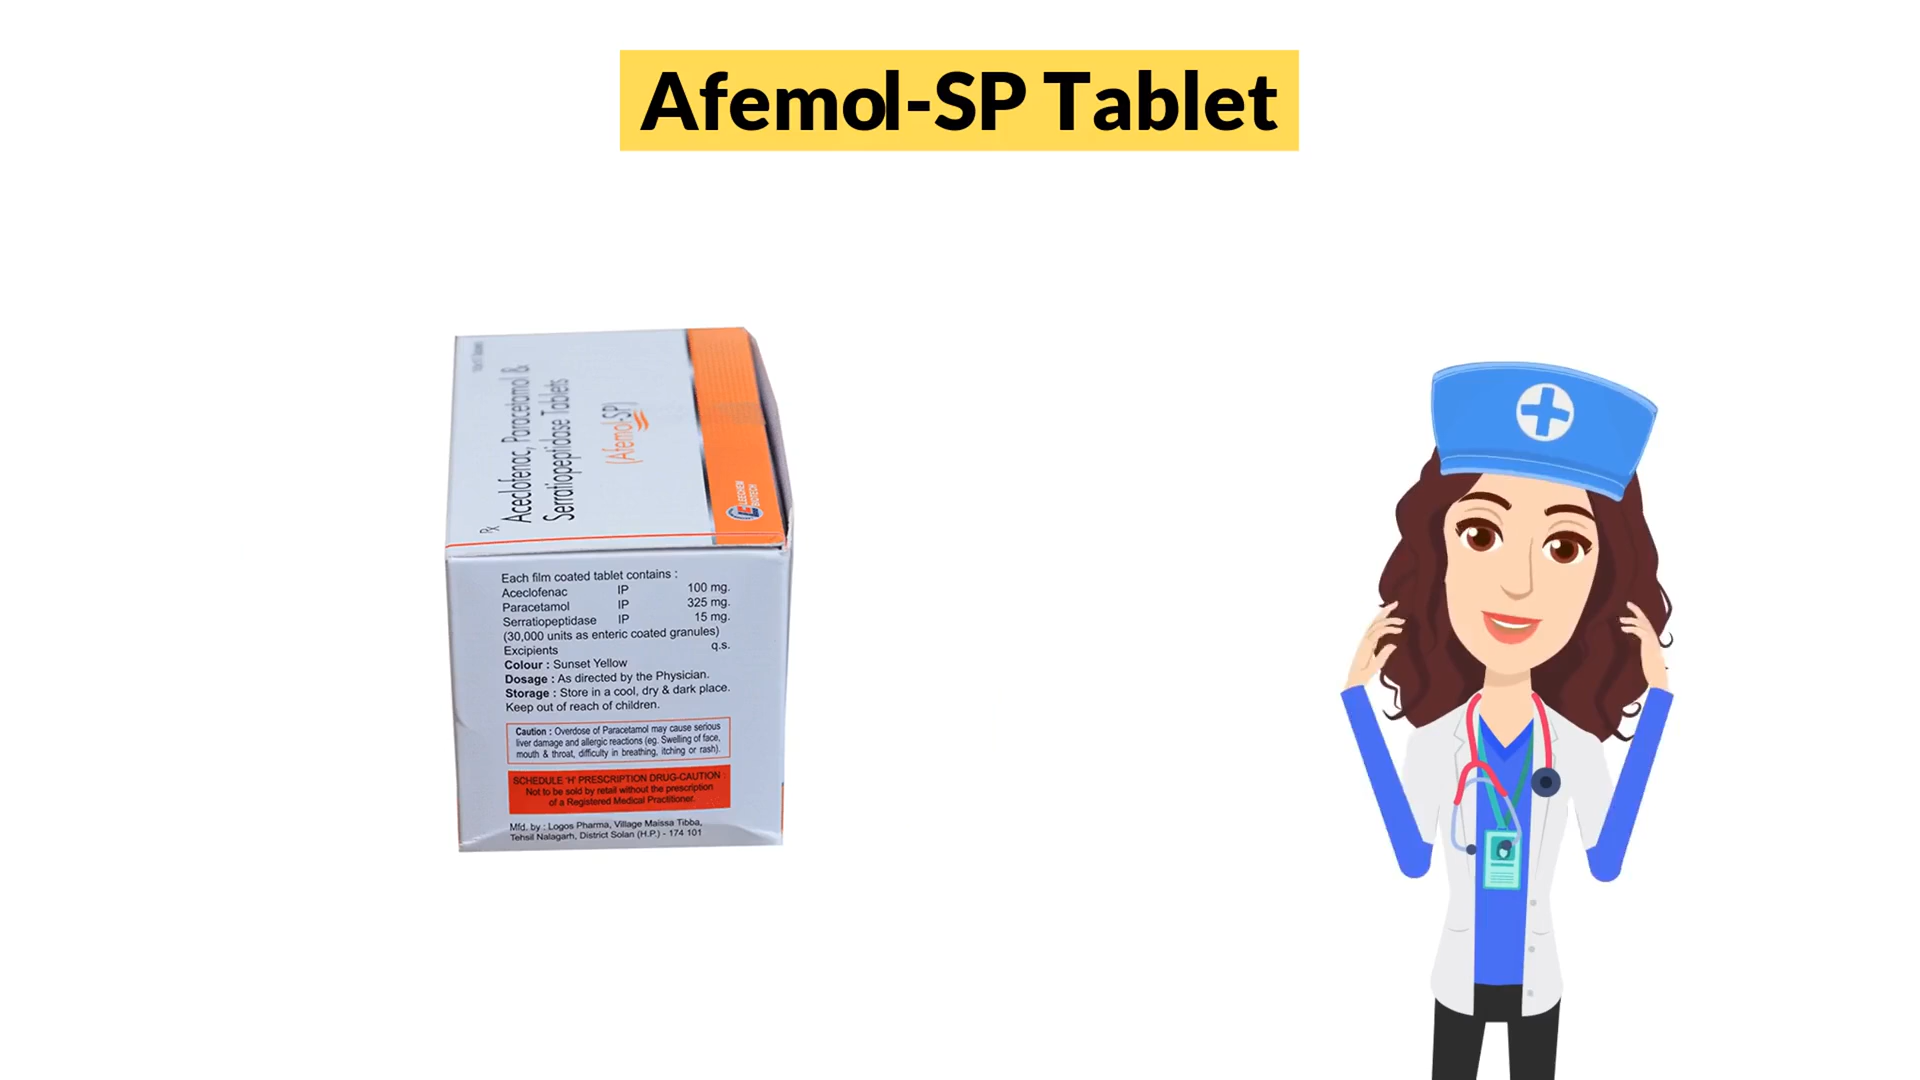 Afemol-SP Tablet
Rx
Aceclofenac, Paracetamol &
Serratiopeptidase Tablets
(Afemol-SP)
LEECHEM
BIOTECH
Each film coated tablet contains :
Aceclofenac IP 100 mg.
Paracetamol IP 325 mg.
Serratiopeptidase IP 15 mg.
(30,000 units as enteric coated granules)
Excipients q.s.
Colour : Sunset Yellow
Dosage : As directed by the Physician.
Storage : Store in a cool, dry & dark place.
Keep out of reach of children.
Caution : Overdose of Paracetamol may cause serious
liver damage and allergic reactions (eg. Swelling of face,
mouth & throat, difficulty in breathing, itching or rash).
SCHEDULE 'H' PRESCRIPTION DRUG-CAUTION :
Not to be sold by retail without the prescription
of a Registered Medical Practitioner.
Mfd. by : Logos Pharma, Village Maissa Tibba,
Tehsil Nalagarh, District Solan (H.P.) - 174 101